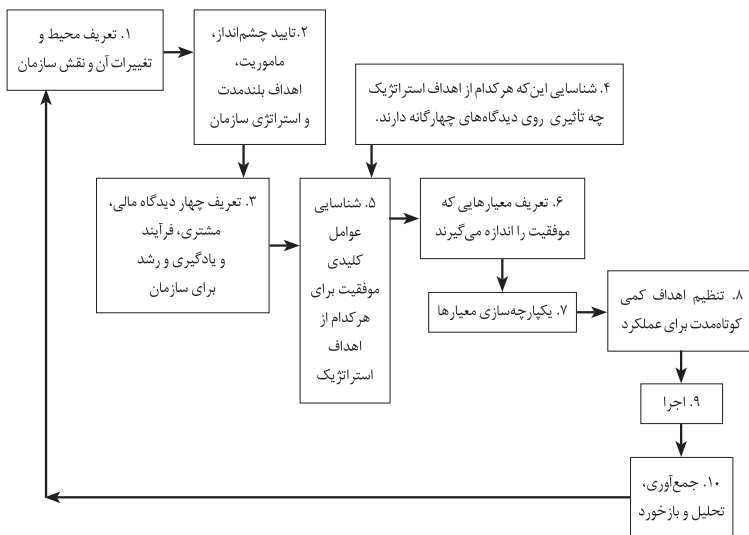 ۱. تعریف محیط و
تغییرات آن و نقش سازمان
۲.تایید چشم‌انداز،
ماموریت،
اهداف بلندمدت
و استراتژی سازمان
۳. تعریف چهار دیدگاه مالی،
مشتری، فرآیند
و یادگیری و رشد
برای سازمان
۴. شناسایی این‌که هرکدام از اهداف استراتژیک
چه تأثیری روی دیدگاه‌های چهارگانه دارند.
۵. شناسایی
عوامل
کلیدی
موفقیت برای
هرکدام از
اهداف
استراتژیک
۶. تعریف معیارهایی که
موفقیت را اندازه می‌گیرند
۷. یکپارچه‌سازی معیارها
۸. تنظیم اهداف کمی
کوتاه‌مدت برای عملکرد
۹. اجرا
۱۰. جمع‌آوری،
تحلیل و بازخورد